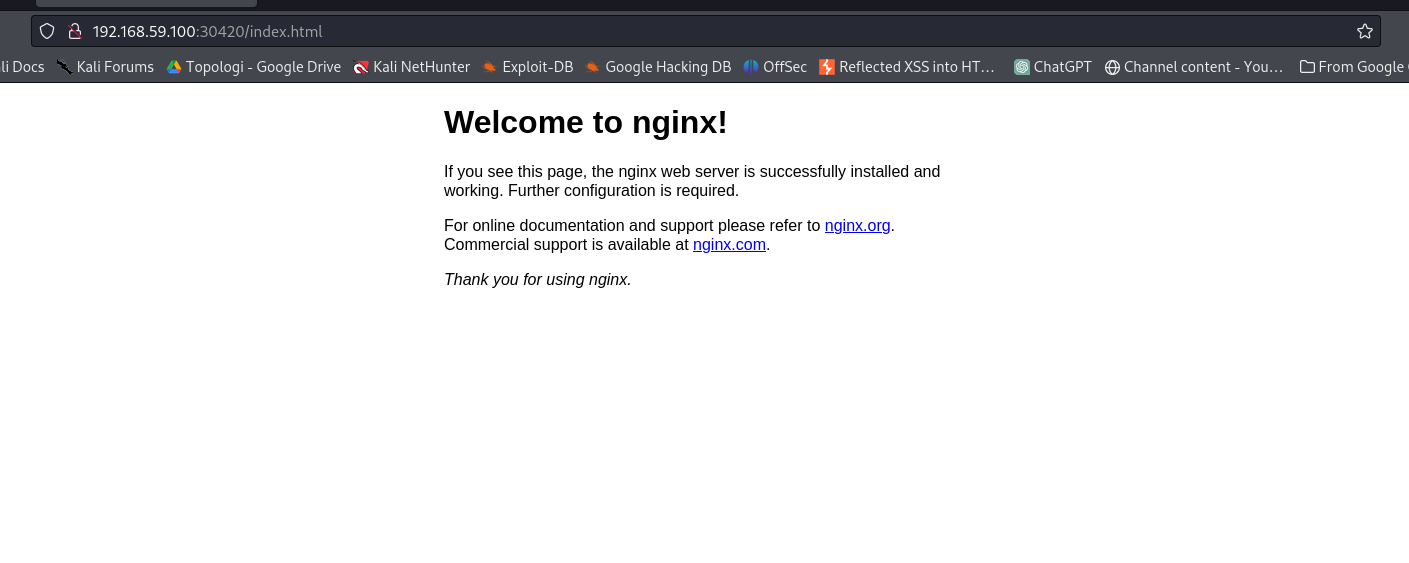 192.168.59.100:30420/index.html
li Docs Kali Forums Topologi - Google Drive Kali NetHunter Exploit-DB Google Hacking DB OffSec Reflected XSS into HT… ChatGPT Channel content - You… From Google
Welcome to nginx!
If you see this page, the nginx web server is successfully installed and
working. Further configuration is required.
For online documentation and support please refer to nginx.org.
Commercial support is available at nginx.com.
Thank you for using nginx.